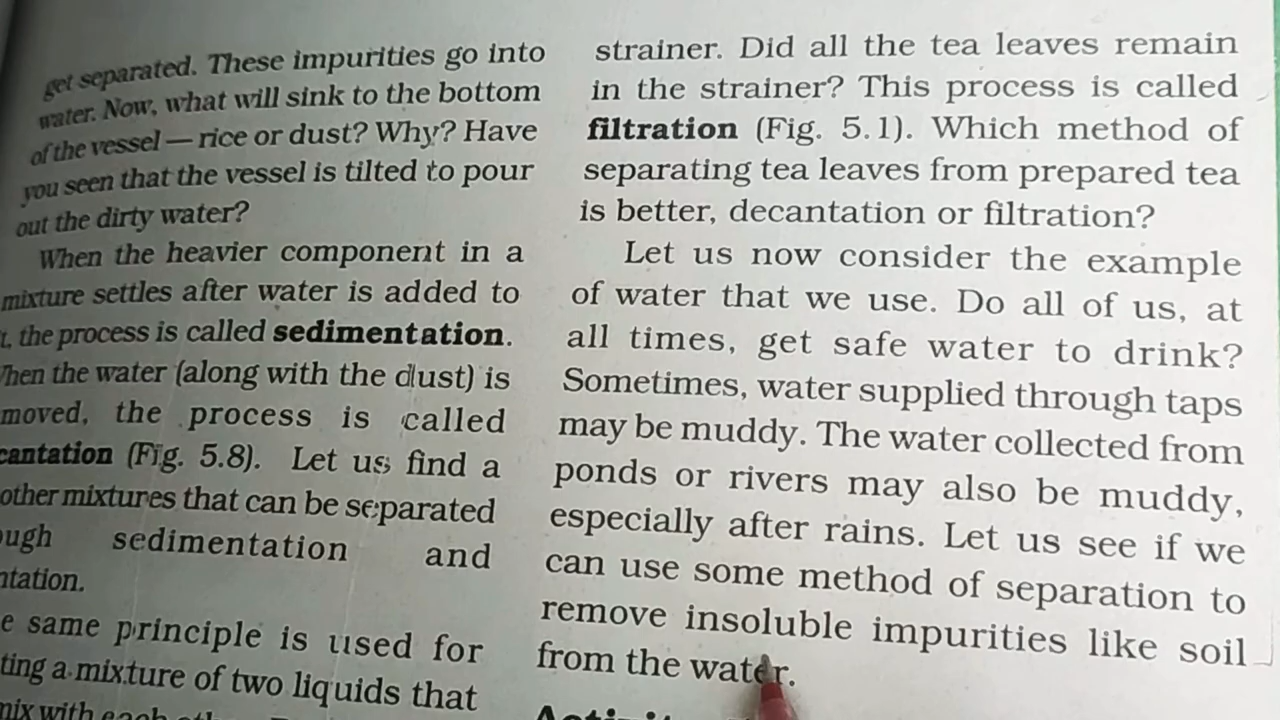 get separated. These impurities go into
water. Now, what will sink to the bottom
of the vessel — rice or dust? Why? Have
you seen that the vessel is tilted to pour
out the dirty water?
When the heavier component in a
mixture settles after water is added to
t, the process is called sedimentation.
hen the water (along with the dust) is
moved, the process is called
cantation (Fig. 5.8). Let us find a
other mixtures that can be separated
ough sedimentation and
ntation.
e same principle is used for
ting a mixture of two liquids that
mix with each
strainer. Did all the tea leaves remain
in the strainer? This process is called
filtration (Fig. 5.1). Which method of
separating tea leaves from prepared tea
is better, decantation or filtration?
Let us now consider the example
of water that we use. Do all of us, at
all times, get safe water to drink?
Sometimes, water supplied through taps
may be muddy. The water collected from
ponds or rivers may also be muddy,
especially after rains. Let us see if we
can use some method of separation to
remove insoluble impurities like soil
from the water.